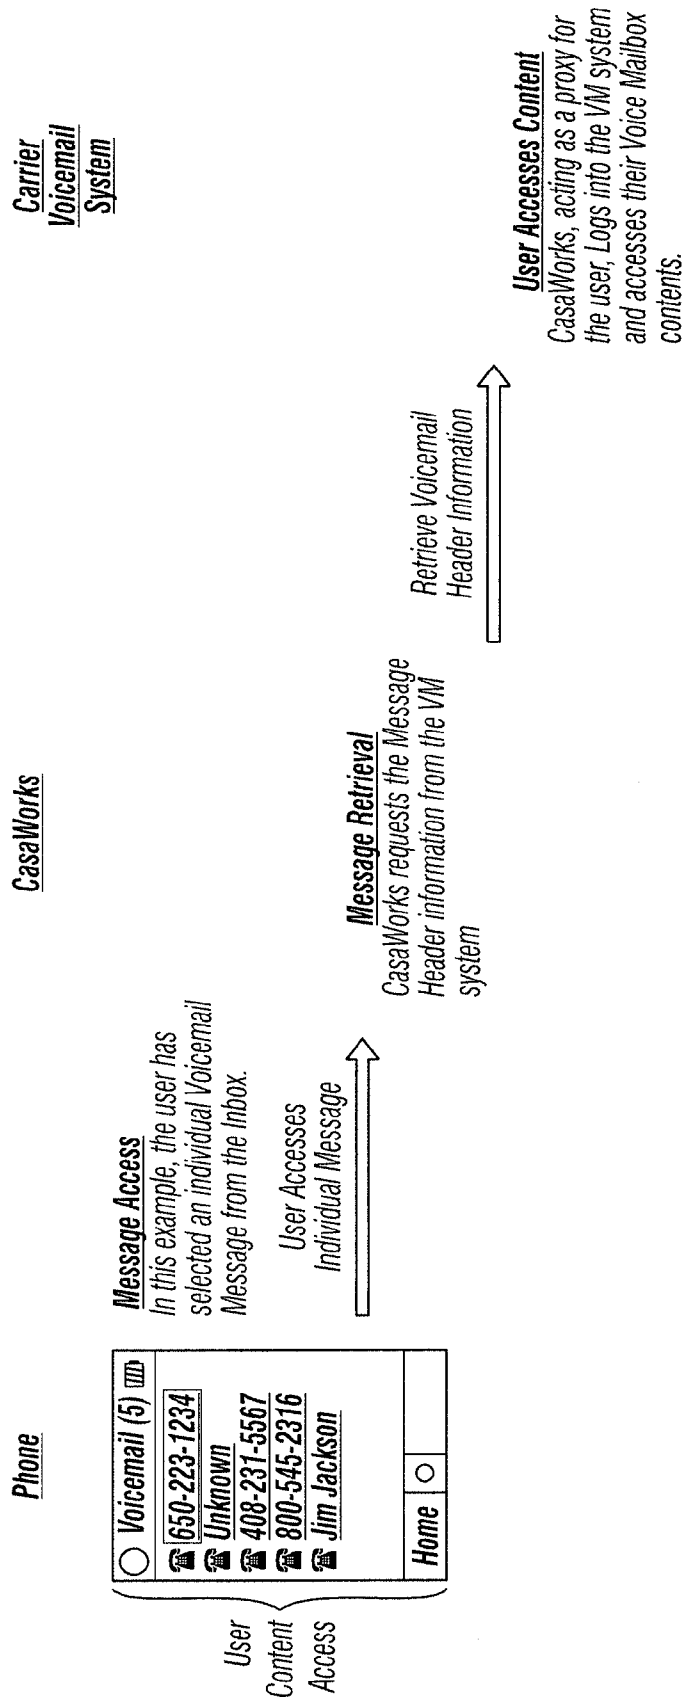 Phone
CasaWorks
Carrier
Voicemail
System
User
Content
Access
Voicemail (5)
650-223-1234
Unknown
408-231-5567
800-545-2316
Jim Jackson
Home
Message Access
In this example, the user has
selected an individual Voicemail
Message from the Inbox.
User Accesses
Individual Message
Message Retrieval
CasaWorks requests the Message
Header information from the VM
system
Retrieve Voicemail
Header Information
User Accesses Content
CasaWorks, acting as a proxy for
the user, Logs into the VM system
and accesses their Voice Mailbox
contents.